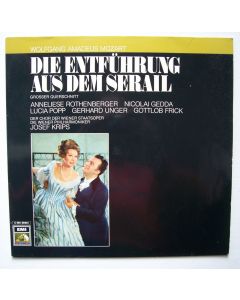 WOLFGANG AMADEUS MOZART
DIE ENTFÜHRUNG
AUS DEM SERAIL
GROSSER QUERSCHNITT
ANNELIESE ROTHENBERGER NICOLAI GEDDA
LUCIA POPP GERHARD UNGER GOTTLOB FRICK
DER CHOR DER WIENER STAATSOPER
DIE WIENER PHILHARMONIKER
JOSEF KRIPS
EMI